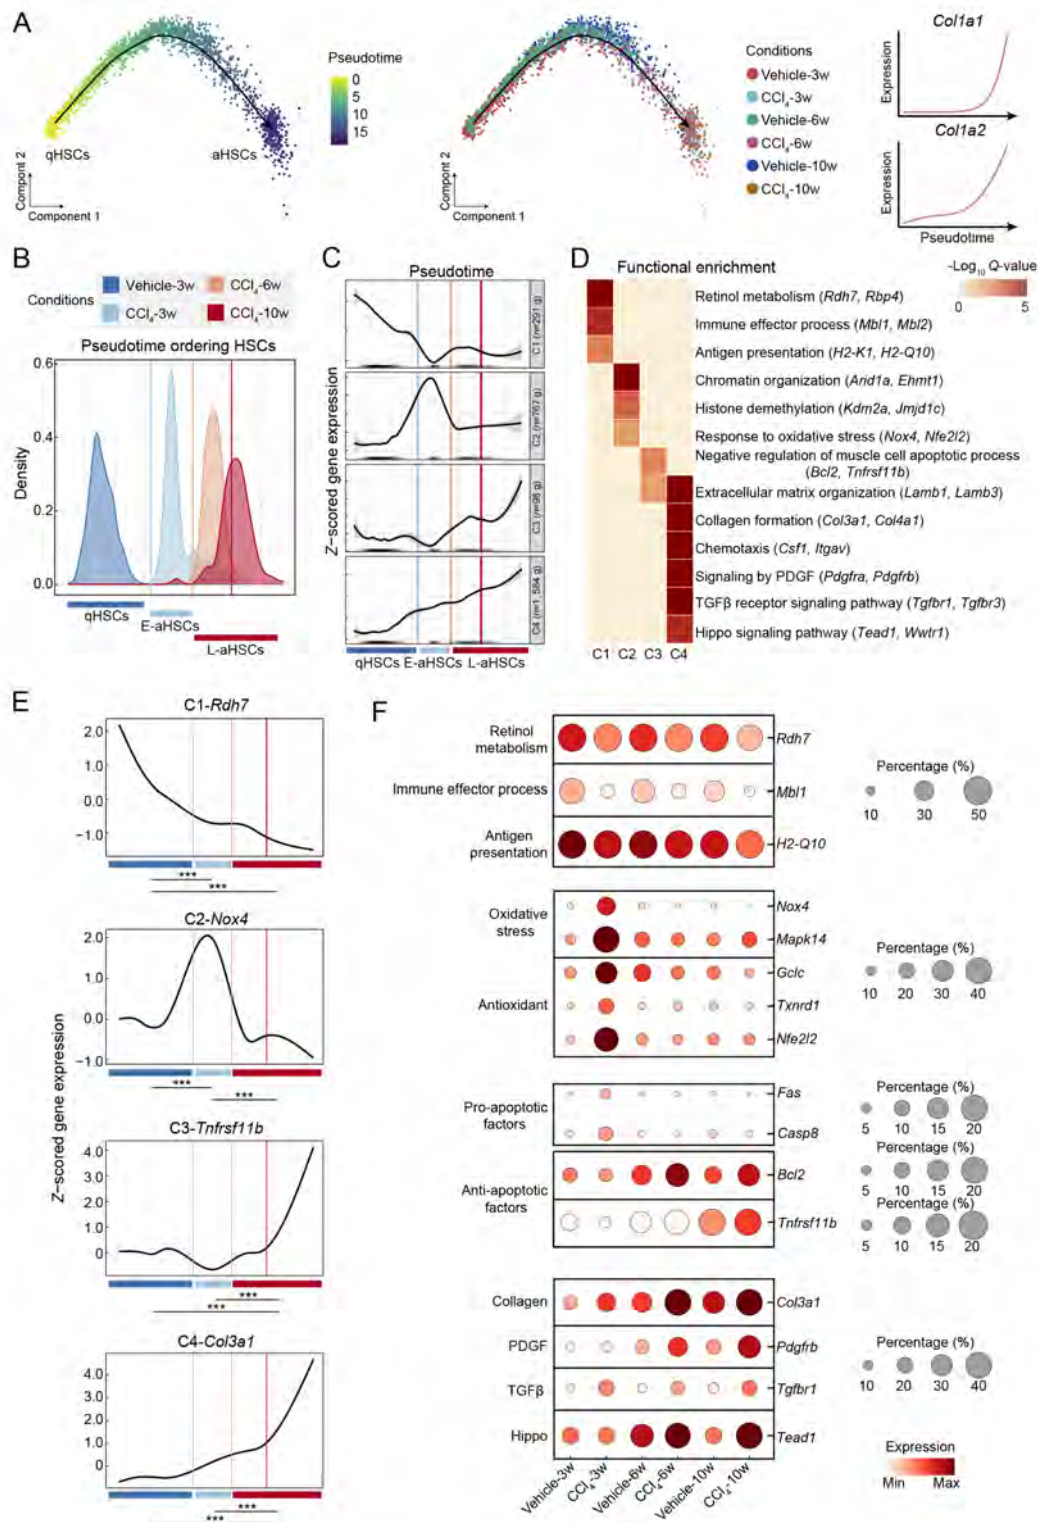 A
Pseudotime
0
5
10
15
qHSCs
aHSCs
Compont 2
Component 1
Compont 2
Component 1
Conditions
Vehicle-3w
CCl4-3w
Vehicle-6w
CCl4-6w
Vehicle-10w
CCl4-10w
Col1a1
Expression
Col1a2
Expression
Pseudotime
B
Conditions
Vehicle-3w
CCl4-6w
CCl4-3w
CCl4-10w
Pseudotime ordering HSCs
Density
0.6
0.4
0.2
0.0
qHSCs
E-aHSCs
L-aHSCs
C
Pseudotime
Z-scored gene expression
C1 (n=291 g)
C2 (n=767 g)
C3 (n=98 g)
C4 (n=1, 584 g)
qHSCs E-aHSCs L-aHSCs
D
Functional enrichment
-Log10 Q-value
0 5
Retinol metabolism (Rdh7, Rbp4)
Immune effector process (Mbl1, Mbl2)
Antigen presentation (H2-K1, H2-Q10)
Chromatin organization (Arid1a, Ehmt1)
Histone demethylation (Kdm2a, Jmjd1c)
Response to oxidative stress (Nox4, Nfe2l2)
Negative regulation of muscle cell apoptotic process
(Bcl2, Tnfrsf11b)
Extracellular matrix organization (Lamb1, Lamb3)
Collagen formation (Col3a1, Col4a1)
Chemotaxis (Csf1, Itgav)
Signaling by PDGF (Pdgfra, Pdgfrb)
TGFβ receptor signaling pathway (Tgfbr1, Tgfbr3)
Hippo signaling pathway (Tead1, Wwtr1)
C1 C2 C3 C4
E
Z-scored gene expression
C1-Rdh7
2.0
1.0
0.0
−1.0
***
***
C2-Nox4
2.0
1.0
0.0
−1.0
*** ***
C3-Tnfrsf11b
4.0
3.0
2.0
1.0
0
***
***
C4-Col3a1
4.0
3.0
2.0
1.0
0
***
***
F
Retinol
metabolism
Rdh7
Immune effector process
Mbl1
Antigen
presentation
H2-Q10
Percentage (%)
10 30 50
Oxidative
stress
Nox4
Mapk14
Antioxidant
Gclc
Txnrd1
Nfe2l2
Percentage (%)
10 20 30 40
Pro-apoptotic
factors
Fas
Casp8
Anti-apoptotic
factors
Bcl2
Tnfrsf11b
Percentage (%)
5 10 15 20
Percentage (%)
5 10 15 20
Percentage (%)
5 10 15 20
Collagen
Col3a1
PDGF
Pdgfrb
TGFβ
Tgfbr1
Hippo
Tead1
Percentage (%)
10 20 30 40
Vehicle-3w
CCl4-3w
Vehicle-6w
CCl4-6w
Vehicle-10w
CCl4-10w
Expression
Min Max